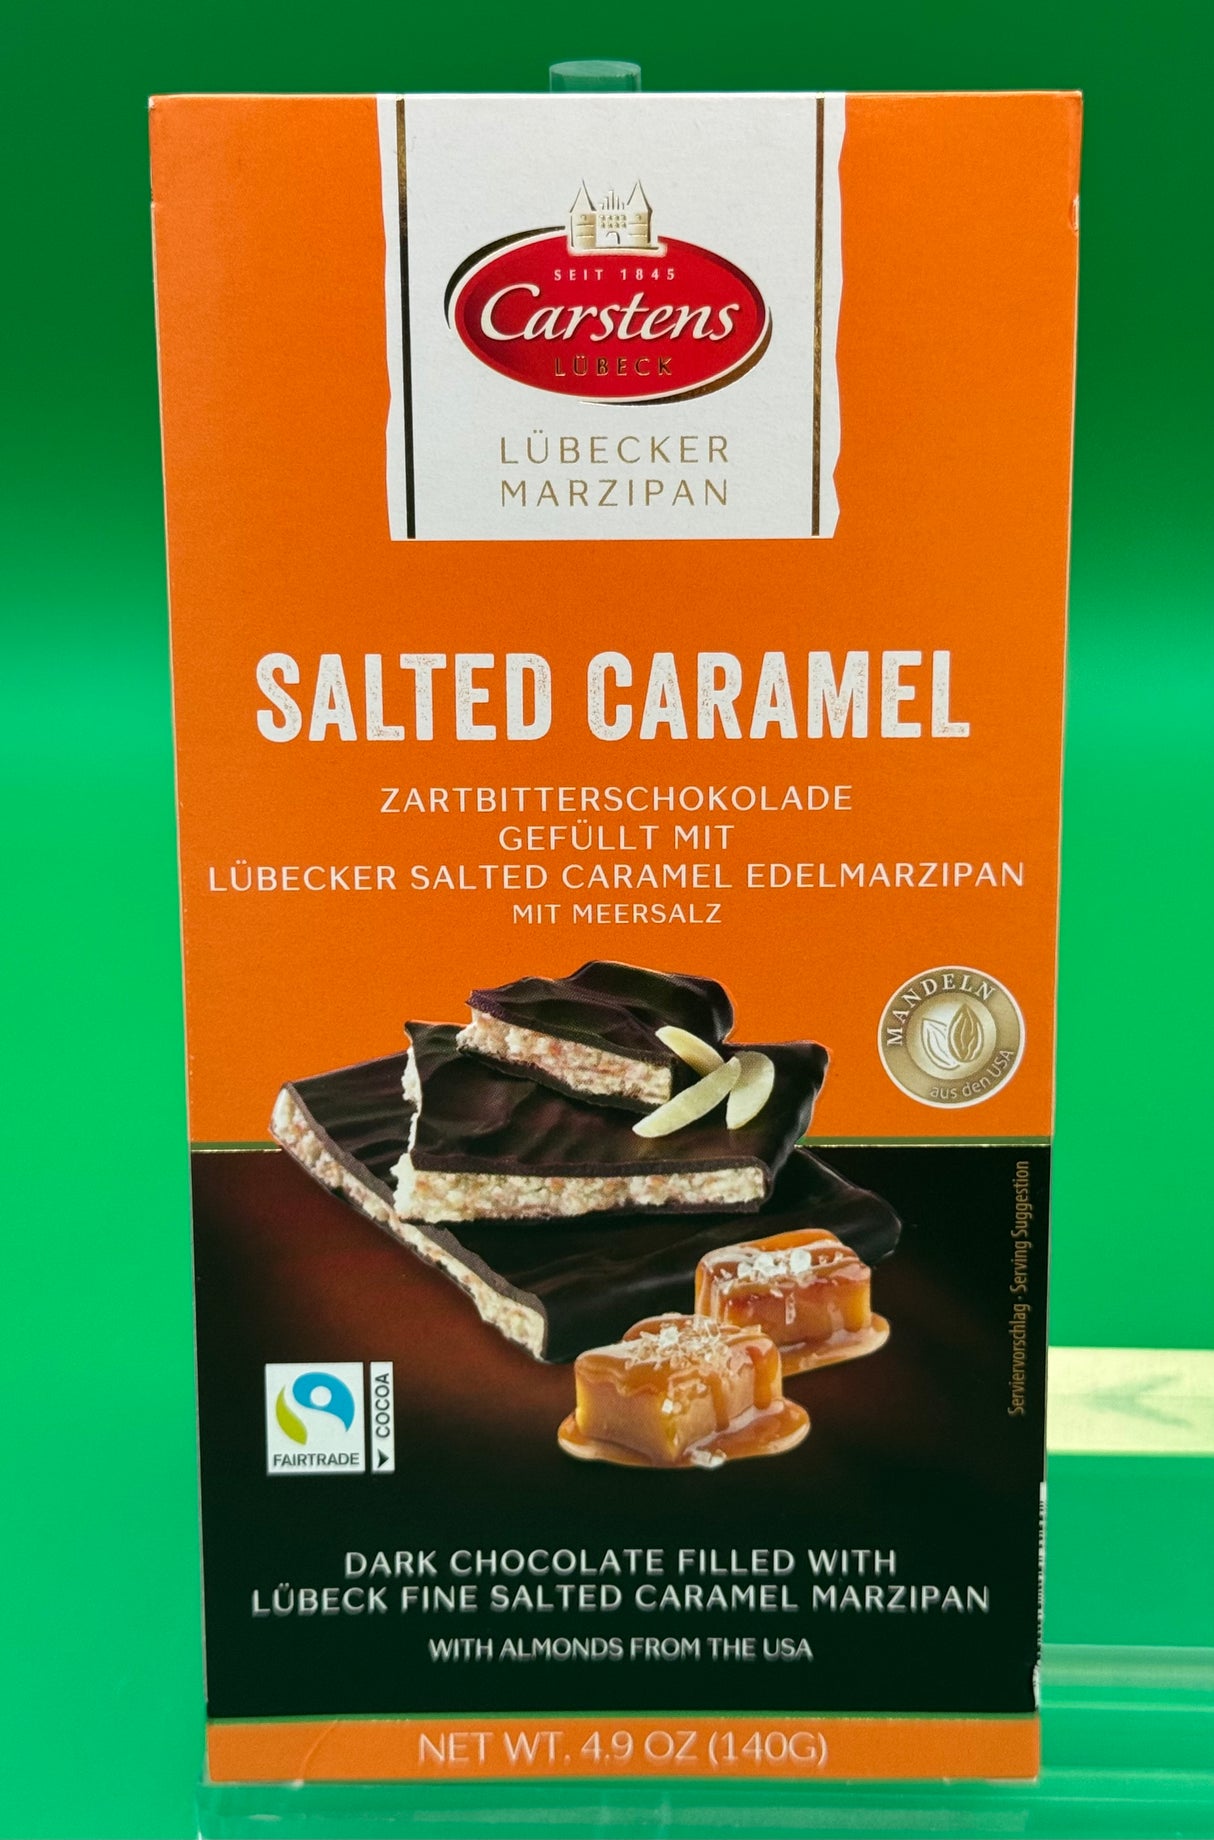 SEIT 1845
Carstens
LÜBECK
LÜBECKER
MARZIPAN
SALTED CARAMEL
ZARTBITTERSCHOKOLADE
GEFÜLLT MIT
LÜBECKER SALTED CARAMEL EDELMARZIPAN
MIT MEERSALZ
MANDELN
aus den USA
Serviervorschlag · Serving Suggestion
FAIRTRADE
COCOA
DARK CHOCOLATE FILLED WITH
LÜBECK FINE SALTED CARAMEL MARZIPAN
WITH ALMONDS FROM THE USA
NET WT. 4.9 OZ (140G)